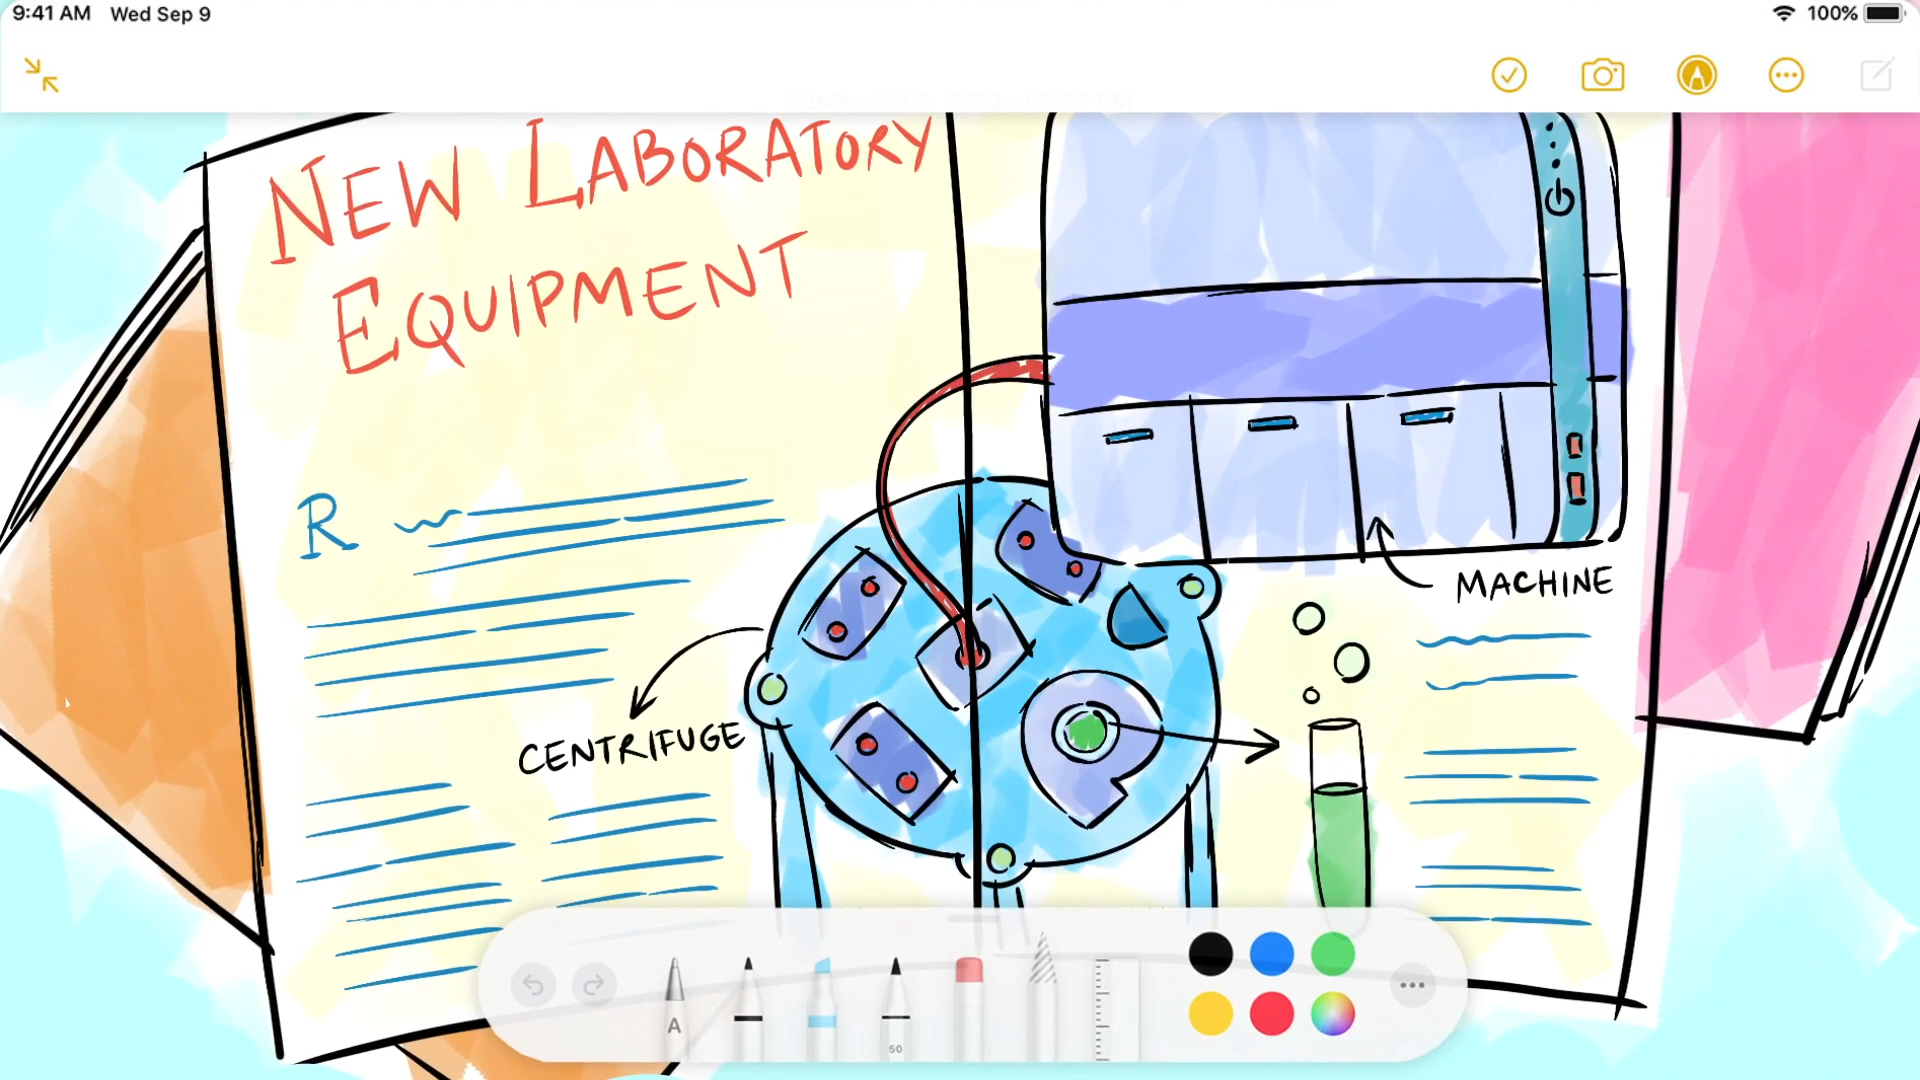 9:41 AM Wed Sep 9
100%
NEW LABORATORY
EQUIPMENT
R
MACHINE
CENTRIFUGE
A
50